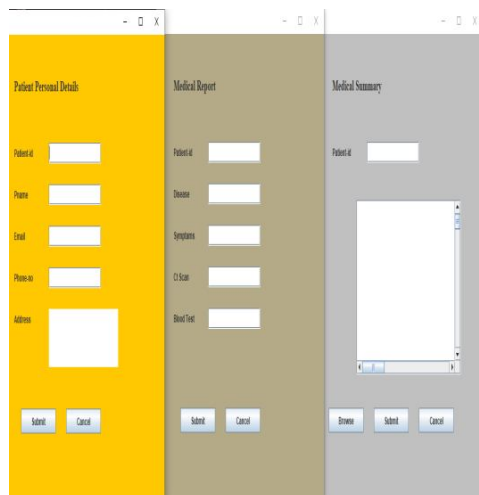 Patient Personal Details
Patient-id
Pname
Email
Phone-no
Address
Submit Cancel
Medical Report
Patient-id
Disease
Symptoms
Ct Scan
Blood Test
Submit Cancel
Medical Summary
Patient-id
Browse Submit Cancel